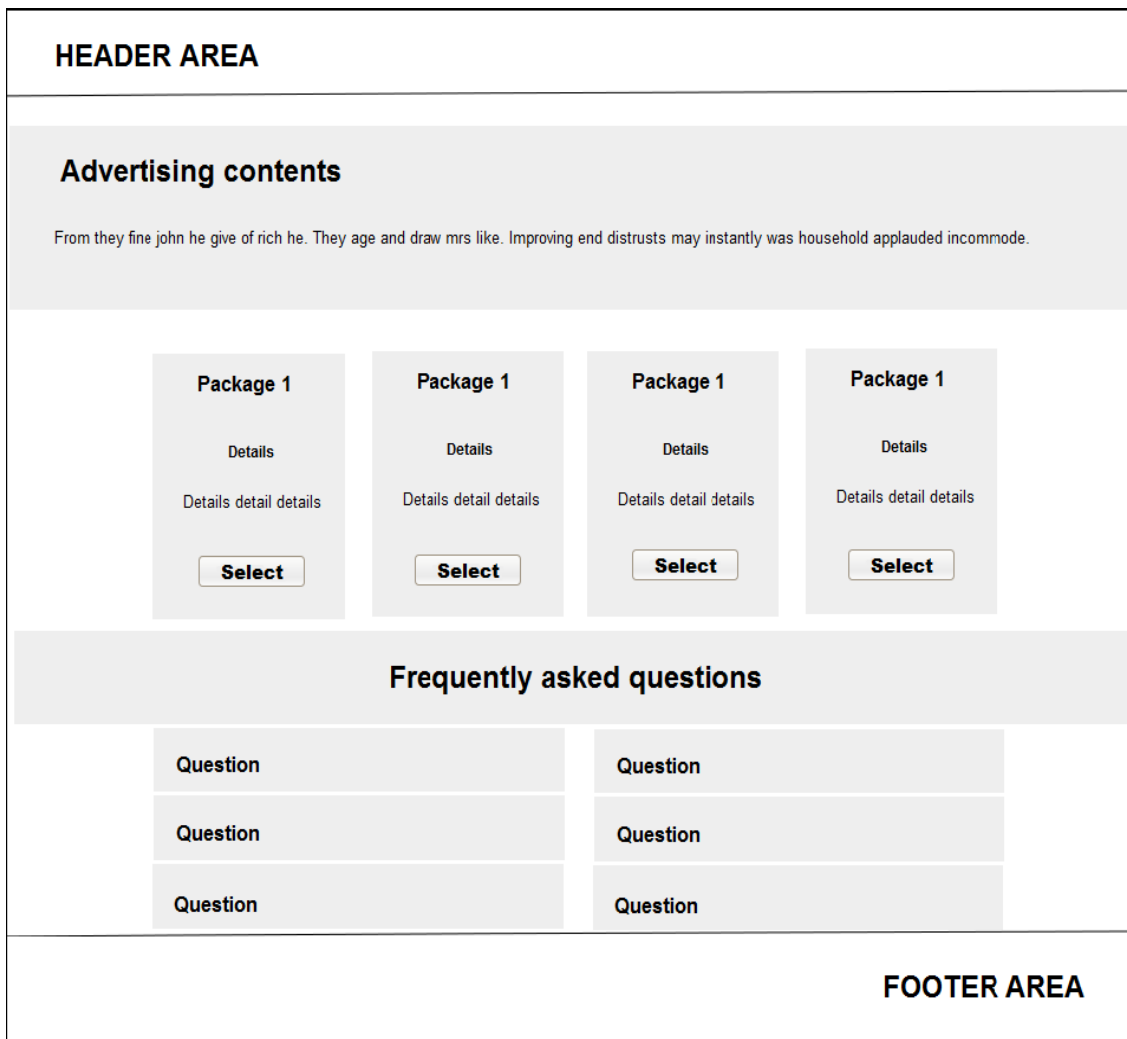 HEADER AREA
Advertising contents
From they fine john he give of rich he. They age and draw mrs like. Improving end distrusts may instantly was household applauded incommode.
Package 1
Details
Details detail details
Select
Package 1
Details
Details detail details
Select
Package 1
Details
Details detail details
Select
Package 1
Details
Details detail details
Select
Frequently asked questions
Question
Question
Question
Question
Question
Question
FOOTER AREA